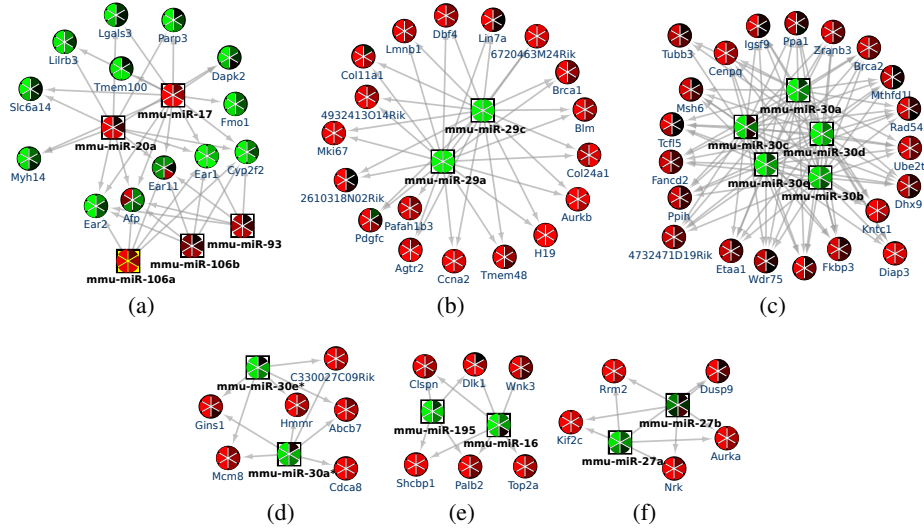 Lgals3
Parp3
Lilrb3
Dapk2
Tmem100
Slc6a14
mmu-miR-17
Fmo1
mmu-miR-20a
Myh14
Ear11
Ear1
Cyp2f2
Ear2
Afp
mmu-miR-93
mmu-miR-106b
mmu-miR-106a
(a)
Dbf4
Lmnb1
Lin7a
6720463M24Rik
Col11a1
Brca1
4932413O14Rik
mmu-miR-29c
Blm
Mki67
Col24a1
mmu-miR-29a
2610318N02Rik
Aurkb
Pafah1b3
Pdgfc
H19
Agtr2
Tmem48
Ccna2
(b)
Igsf9
Ppa1
Zranb3
Tubb3
Cenpq
Brca2
Mthfd1l
mmu-miR-30a
Msh6
Rad54l
Tcfl5
mmu-miR-30c
mmu-miR-30d
Ube2t
Fancd2
mmu-miR-30e
mmu-miR-30b
Dhx9
Ppih
Kntc1
4732471D19Rik
Etaa1
Wdr75
Fkbp3
Diap3
(c)
C330027C09Rik
mmu-miR-30e*
Gins1
Hmmr
Abcb7
mmu-miR-30a*
Mcm8
Cdca8
(d)
Clspn
Dlk1
Wnk3
mmu-miR-195
mmu-miR-16
Shcbp1
Palb2
Top2a
(e)
Rrm2
Dusp9
mmu-miR-27b
Kif2c
mmu-miR-27a
Aurka
Nrk
(f)